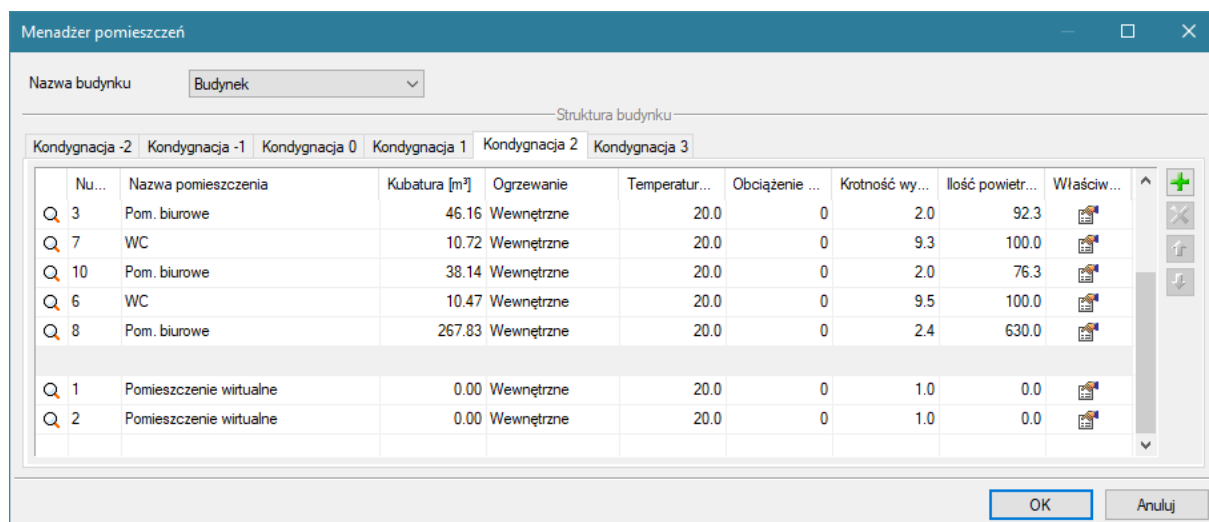 Menadżer pomieszczeń
Nazwa budynku Budynek
Struktura budynku
Kondygnacja -2 Kondygnacja -1 Kondygnacja 0 Kondygnacja 1 Kondygnacja 2 Kondygnacja 3
Nu... Nazwa pomieszczenia Kubatura [m³] Ogrzewanie Temperatur... Obciążenie ... Krotność wy... Ilość powietr... Właściw...
3 Pom. biurowe 46.16 Wewnętrzne 20.0 0 2.0 92.3
7 WC 10.72 Wewnętrzne 20.0 0 9.3 100.0
10 Pom. biurowe 38.14 Wewnętrzne 20.0 0 2.0 76.3
6 WC 10.47 Wewnętrzne 20.0 0 9.5 100.0
8 Pom. biurowe 267.83 Wewnętrzne 20.0 0 2.4 630.0
1 Pomieszczenie wirtualne 0.00 Wewnętrzne 20.0 0 1.0 0.0
2 Pomieszczenie wirtualne 0.00 Wewnętrzne 20.0 0 1.0 0.0
OK Anuluj